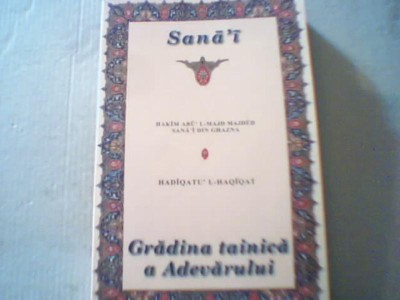 Sanā'ī
HAKĪM ABŪ' L-MAJD MAJDŪD
SANĀ'Ī DIN GHAZNA
HADĪQATU' L-HAQĪQAT
Grădina tainică
a Adevărului